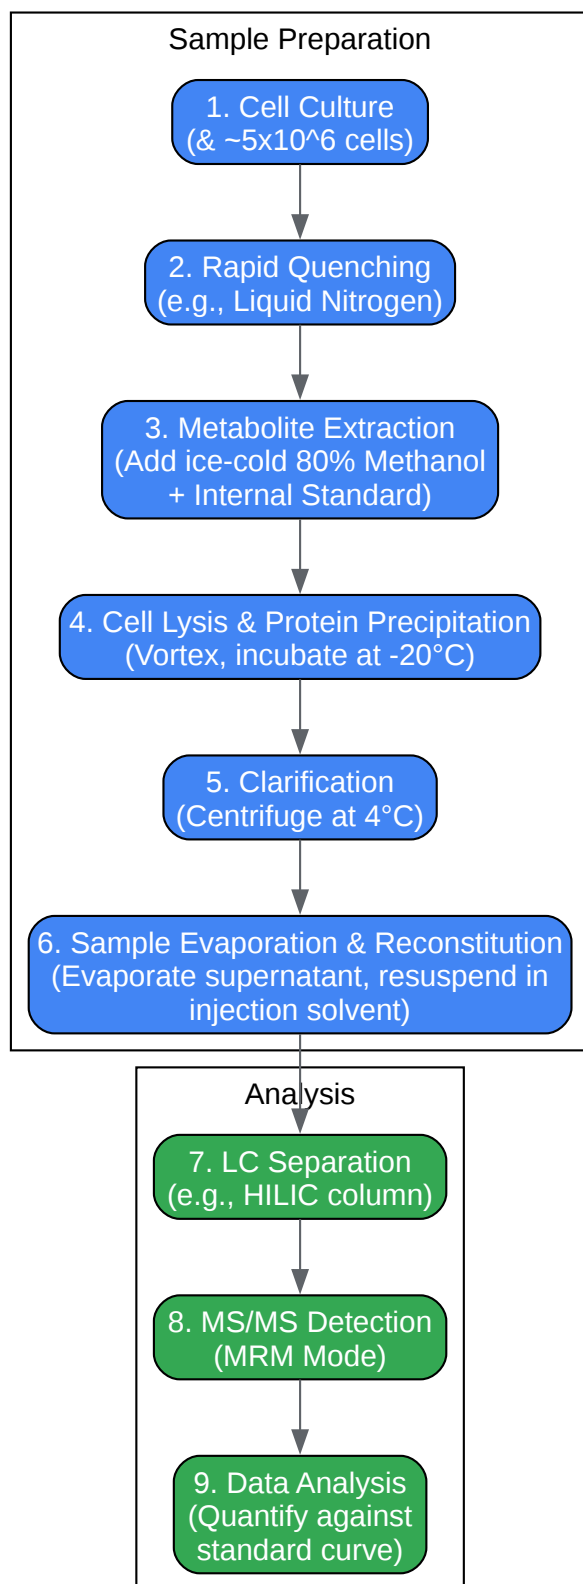 Sample Preparation
1. Cell Culture
(& ~5x10^6 cells)
2. Rapid Quenching
(e.g., Liquid Nitrogen)
3. Metabolite Extraction
(Add ice-cold 80% Methanol
+ Internal Standard)
4. Cell Lysis & Protein Precipitation
(Vortex, incubate at -20°C)
5. Clarification
(Centrifuge at 4°C)
6. Sample Evaporation & Reconstitution
(Evaporate supernatant, resuspend in
injection solvent)
Analysis
7. LC Separation
(e.g., HILIC column)
8. MS/MS Detection
(MRM Mode)
9. Data Analysis
(Quantify against
standard curve)